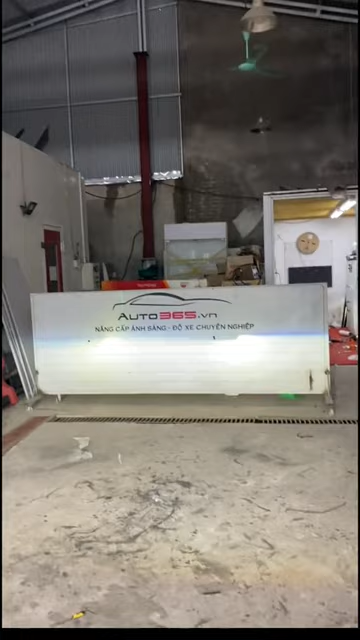 AUTO365.vn
NÂNG CẤP ÁNH SÁNG - ĐỘ XE CHUYÊN NGHIỆP